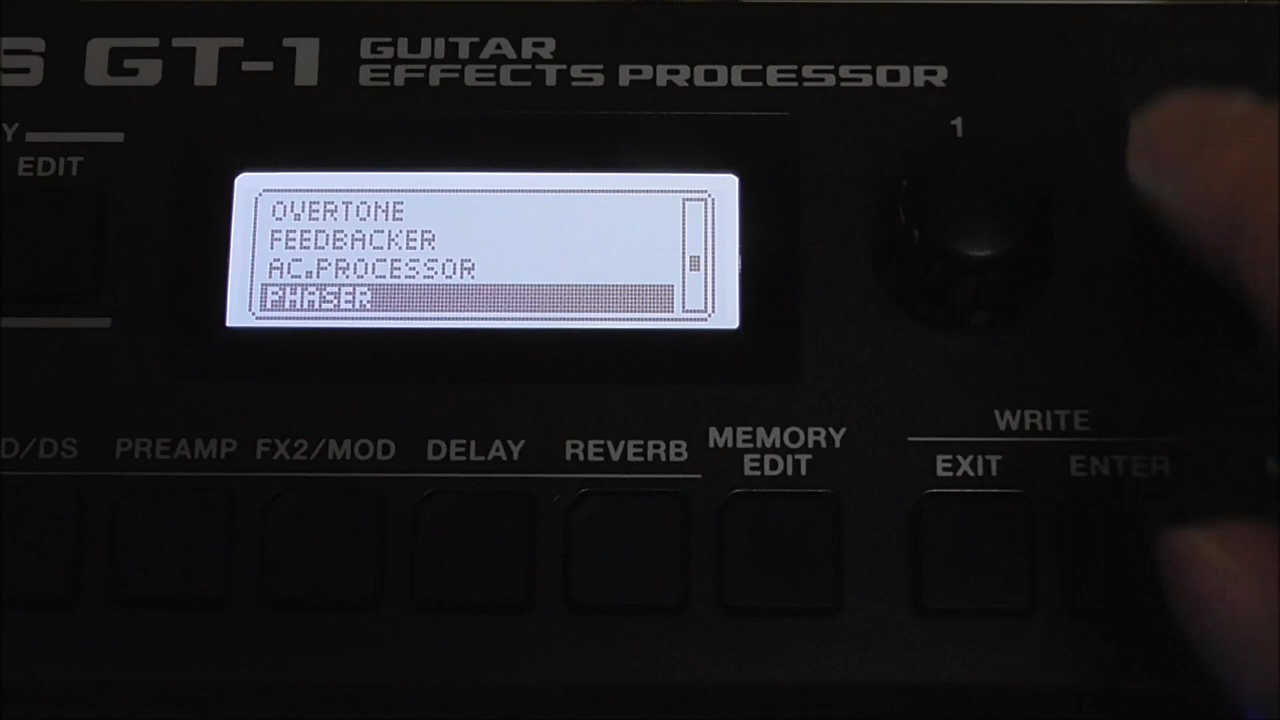 S GT-1 GUITAR
EFFECTS PROCESSOR
Y
EDIT
1
OVERTONE
FEEDBACKER
AC.PROCESSOR
PHASER
WRITE
D/DS PREAMP FX2/MOD DELAY REVERB MEMORY
EDIT EXIT ENTER